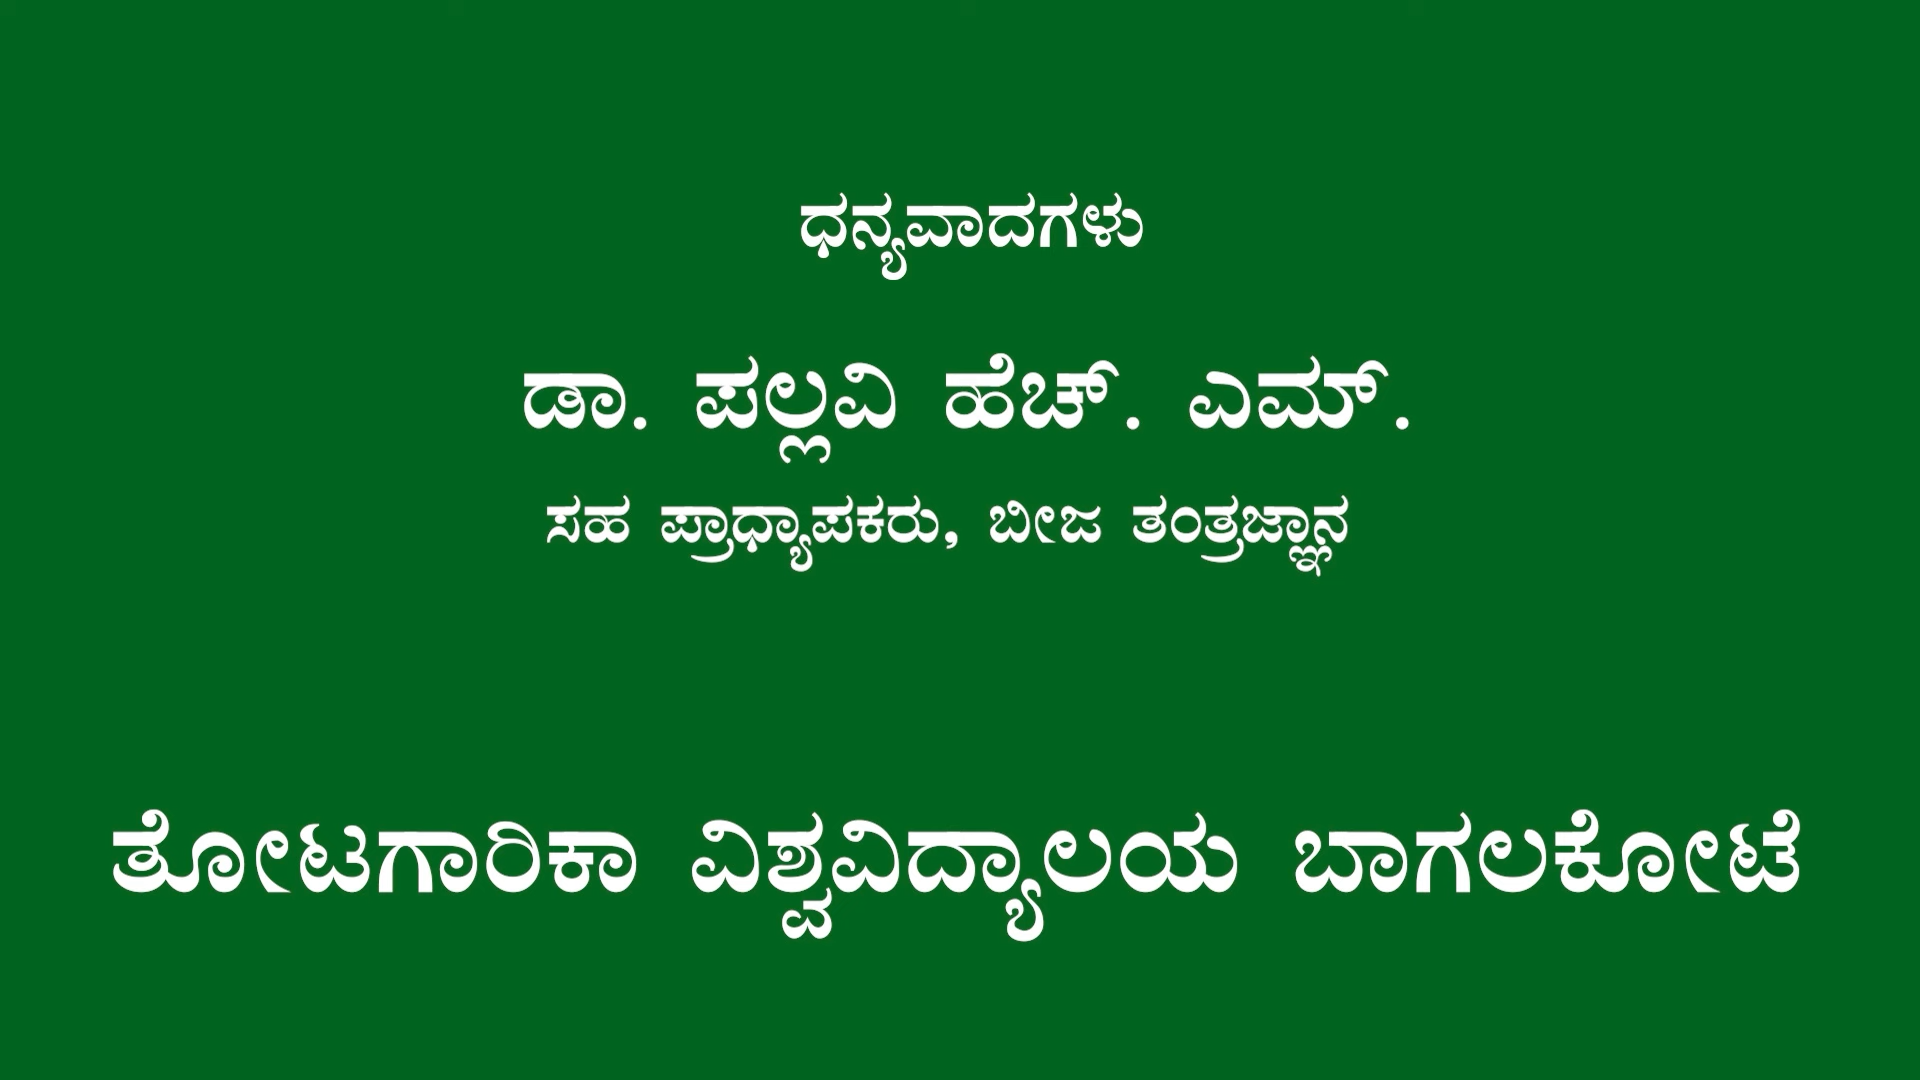 ಧನ್ಯವಾದಗಳು
ಡಾ. ಪಲ್ಲವಿ ಹೆಚ್. ಎಮ್.
ಸಹ ಪ್ರಾಧ್ಯಾಪಕರು, ಬೀಜ ತಂತ್ರಜ್ಞಾನ
ತೋಟಗಾರಿಕಾ ವಿಶ್ವವಿದ್ಯಾಲಯ ಬಾಗಲಕೋಟೆ